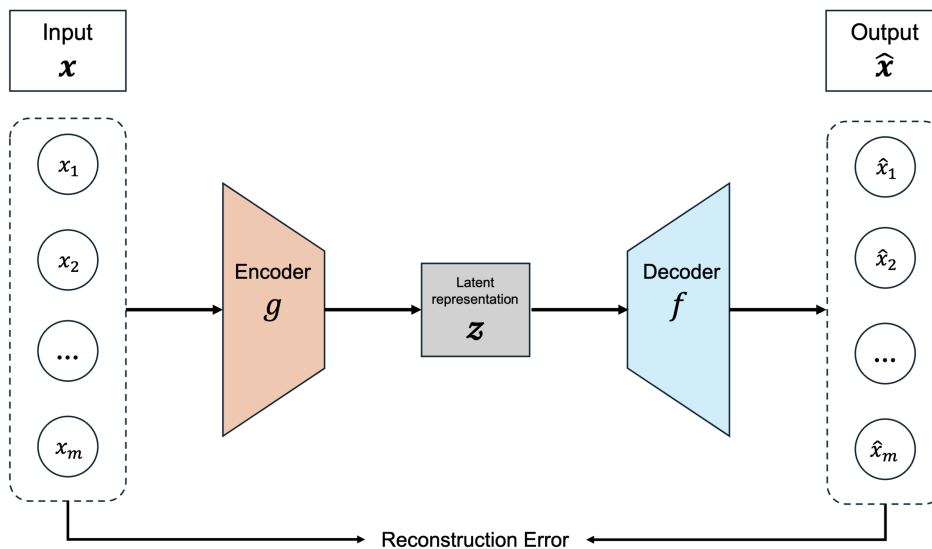 Input
x
Output
x̂
x₁
x₂
...
xₘ
Encoder
g
Latent
representation
z
Decoder
f
x̂₁
x̂₂
...
x̂ₘ
Reconstruction Error